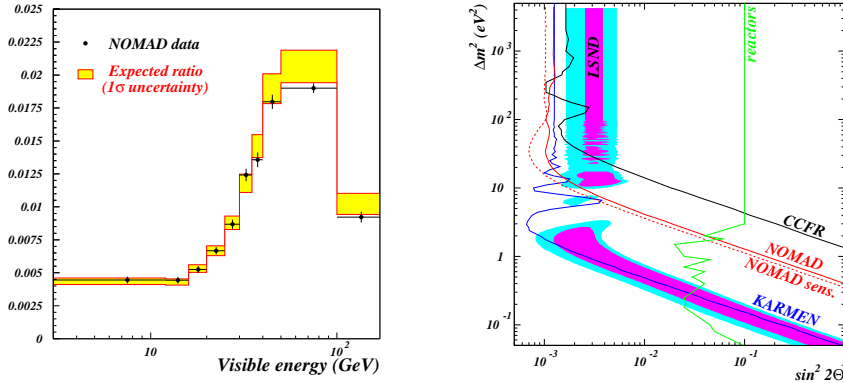 0.025
0.0225
0.02
0.0175
0.015
0.0125
0.01
0.0075
0.005
0.0025
0
NOMAD data
Expected ratio
(1σ uncertainty)
10
10²
Visible energy (GeV)
Δm² (eV²)
10³
10²
10
1
10⁻¹
LSND
reactors
CCFR
NOMAD
NOMAD sens.
KARMEN
10⁻³
10⁻²
10⁻¹
sin² 2Θ